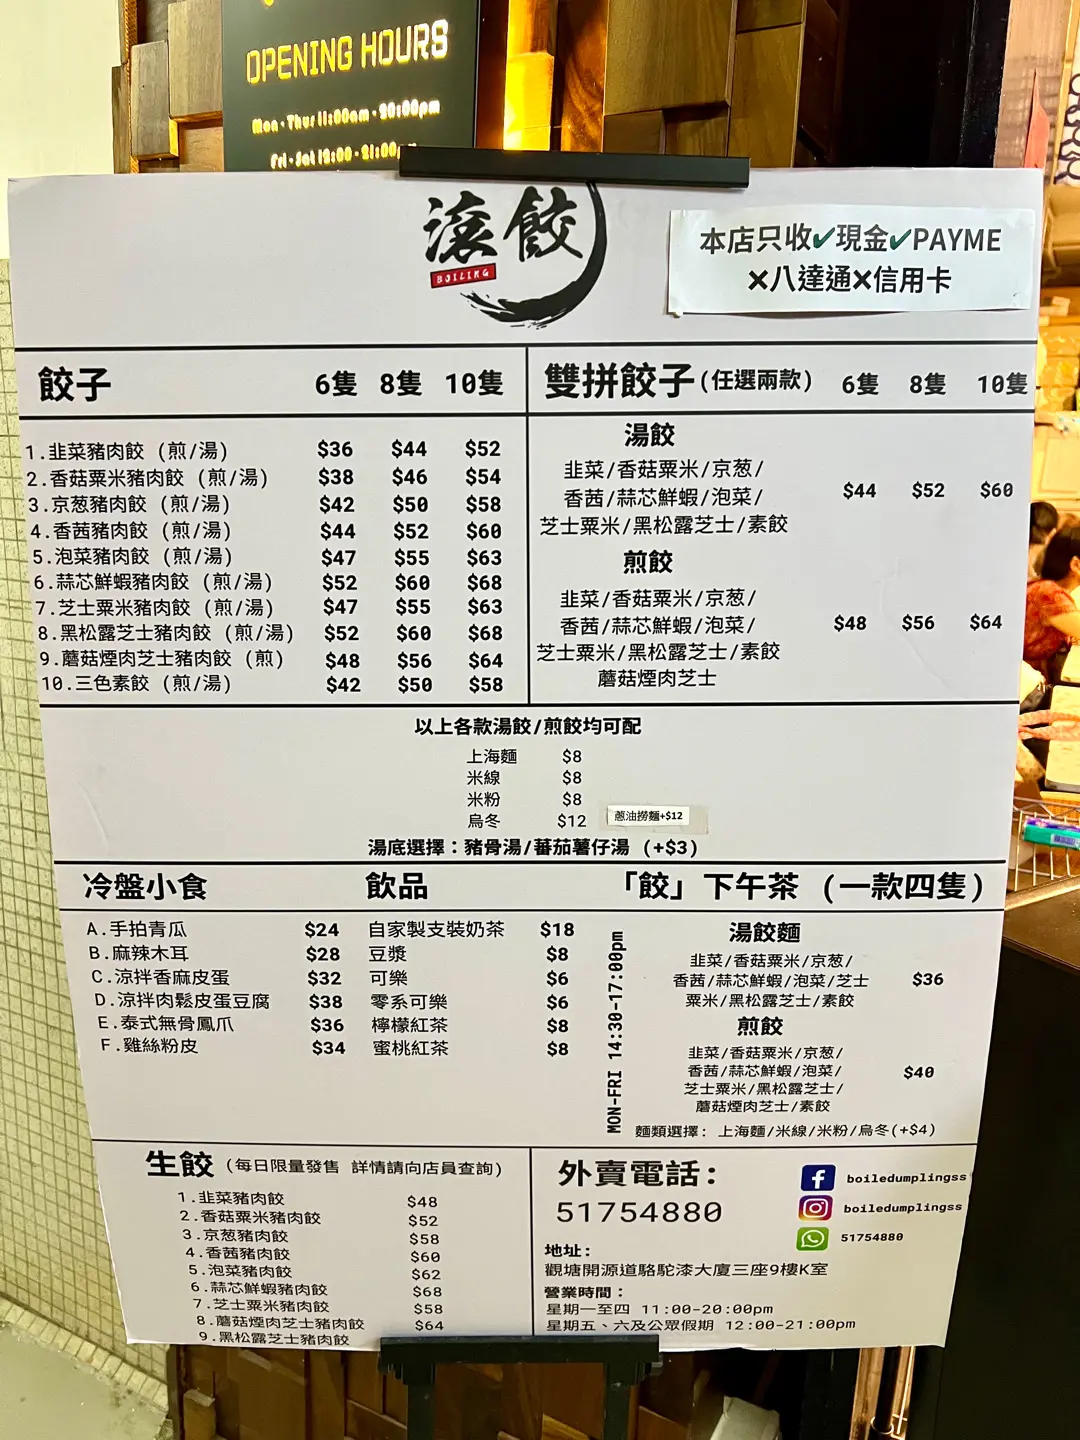 OPENING HOURS
Mon - Thur 11:00am - 20:00pm
Fri - Sat 12:00 - 21:00
滾餃
BOILING
本店只收✔現金✔PAYME
✖八達通✖信用卡
餃子 6隻 8隻 10隻
1.韭菜豬肉餃 (煎/湯) $36 $44 $52
2.香菇粟米豬肉餃 (煎/湯) $38 $46 $54
3.京葱豬肉餃 (煎/湯) $42 $50 $58
4.香茜豬肉餃 (煎/湯) $44 $52 $60
5.泡菜豬肉餃 (煎/湯) $47 $55 $63
6.蒜芯鮮蝦豬肉餃 (煎/湯) $52 $60 $68
7.芝士粟米豬肉餃 (煎/湯) $47 $55 $63
8.黑松露芝士豬肉餃 (煎/湯) $52 $60 $68
9.蘑菇煙肉芝士豬肉餃 (煎) $48 $56 $64
10.三色素餃 (煎/湯) $42 $50 $58
雙拼餃子(任選兩款) 6隻 8隻 10隻
湯餃
韭菜/香菇粟米/京葱/
香茜/蒜芯鮮蝦/泡菜/ $44 $52 $60
芝士粟米/黑松露芝士/素餃
煎餃
韭菜/香菇粟米/京葱/
香茜/蒜芯鮮蝦/泡菜/ $48 $56 $64
芝士粟米/黑松露芝士/素餃
蘑菇煙肉芝士
以上各款湯餃/煎餃均可配
上海麵 $8
米線 $8
米粉 $8
烏冬 $12 蔥油撈麵+$12
湯底選擇：豬骨湯/蕃茄薯仔湯 (+$3)
冷盤小食
A.手拍青瓜 $24
B.麻辣木耳 $28
C.涼拌香麻皮蛋 $32
D.涼拌肉鬆皮蛋豆腐 $38
E.泰式無骨鳳爪 $36
F.雞絲粉皮 $34
飲品
自家製支裝奶茶 $18
豆漿 $8
可樂 $6
零系可樂 $6
檸檬紅茶 $8
蜜桃紅茶 $8
「餃」下午茶 (一款四隻)
MON-FRI 14:30-17:00pm
湯餃麵
韭菜/香菇粟米/京葱/
香茜/蒜芯鮮蝦/泡菜/芝士 $36
粟米/黑松露芝士/素餃
煎餃
韭菜/香菇粟米/京葱/
香茜/蒜芯鮮蝦/泡菜/ $40
芝士粟米/黑松露芝士/
蘑菇煙肉芝士/素餃
麵類選擇: 上海麵/米線/米粉/烏冬(+$4)
生餃 (每日限量發售 詳情請向店員查詢)
1.韭菜豬肉餃 $48
2.香菇粟米豬肉餃 $52
3.京葱豬肉餃 $58
4.香茜豬肉餃 $60
5.泡菜豬肉餃 $62
6.蒜芯鮮蝦豬肉餃 $68
7.芝士粟米豬肉餃 $58
8.蘑菇煙肉芝士豬肉餃 $64
9.黑松露芝士豬肉餃
外賣電話:
51754880
boiledumplingss
boiledumplingss
51754880
地址:
觀塘開源道駱駝漆大廈三座9樓K室
營業時間：
星期一至四 11:00-20:00pm
星期五、六及公眾假期 12:00-21:00pm